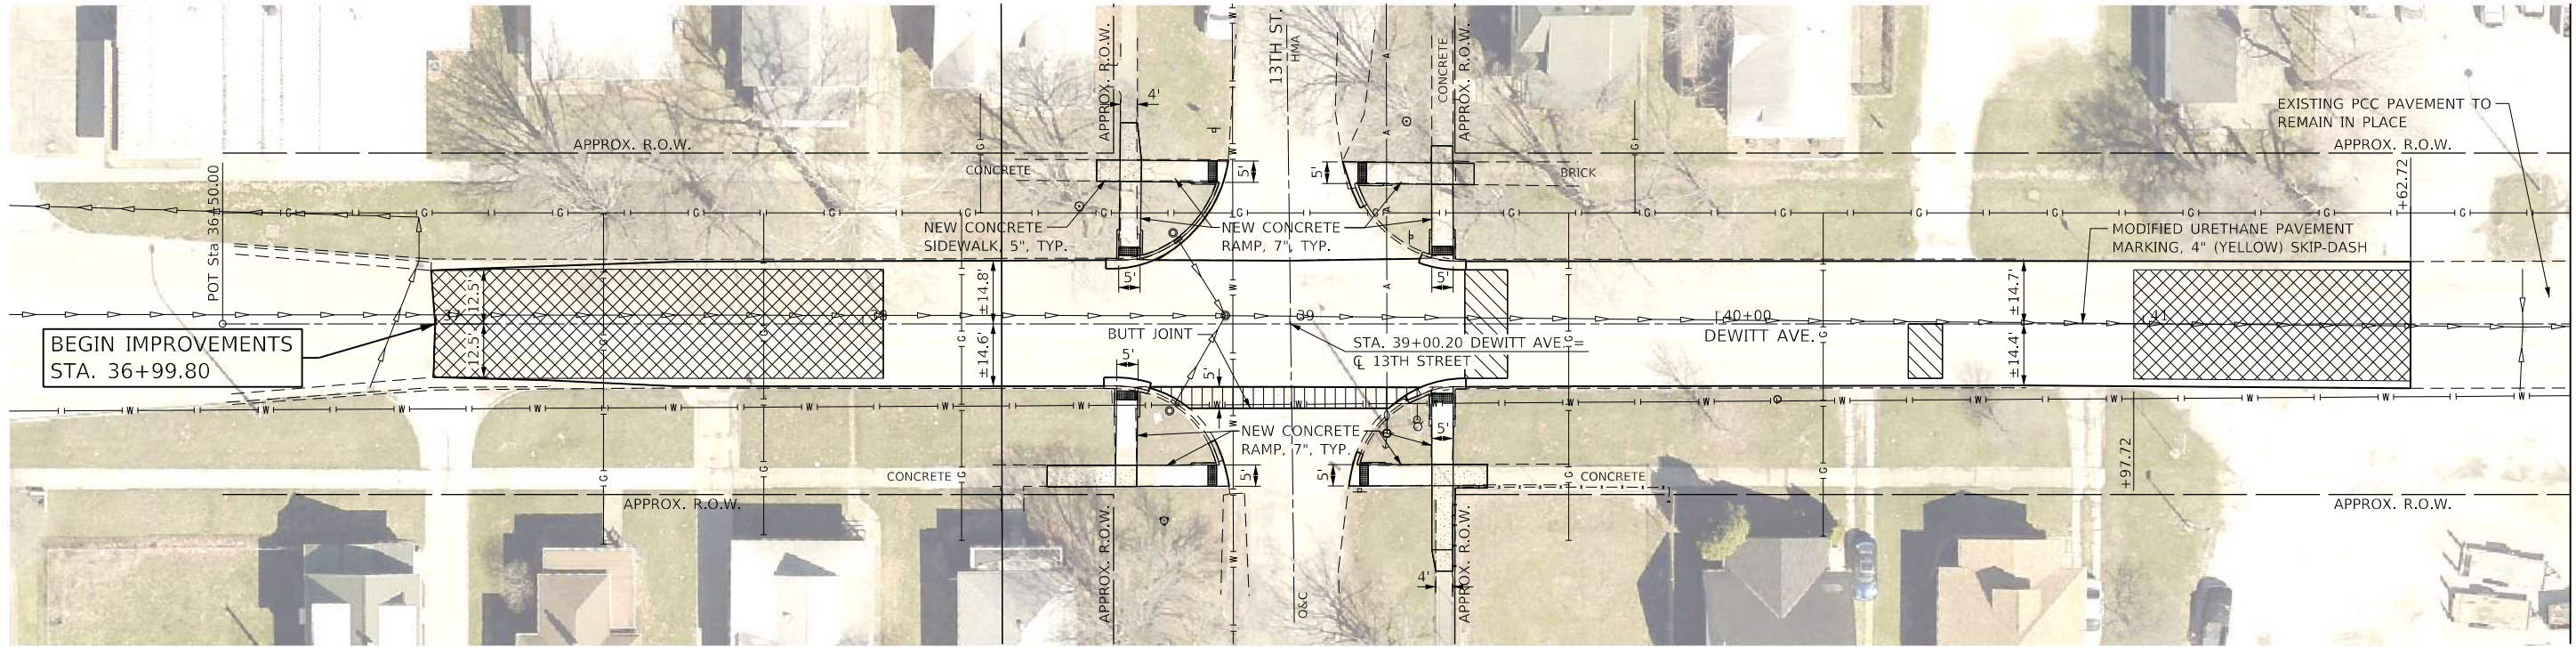 APPROX. R.O.W.
13TH ST.
HMA
CONCRETE
APPROX. R.O.W.
4'
EXISTING PCC PAVEMENT TO
REMAIN IN PLACE
APPROX. R.O.W.
APPROX. R.O.W.
POT Sta 36+50.00
CONCRETE
5'
5'
BRICK
+62.72
NEW CONCRETE
SIDEWALK, 5", TYP.
NEW CONCRETE
RAMP, 7", TYP.
MODIFIED URETHANE PAVEMENT
MARKING, 4" (YELLOW) SKIP-DASH
5'
5'
12.5'
±14.8'
±14.7'
37
38
39
40+00
41
BEGIN IMPROVEMENTS
STA. 36+99.80
12.5'
±14.6'
BUTT JOINT
STA. 39+00.20 DEWITT AVE. =
℄ 13TH STREET
DEWITT AVE.
±14.4'
5'
5'
NEW CONCRETE
RAMP, 7", TYP.
5'
5'
5'
CONCRETE
CONCRETE
+97.72
APPROX. R.O.W.
APPROX. R.O.W.
APPROX. R.O.W.
O&C
4'
APPROX. R.O.W.